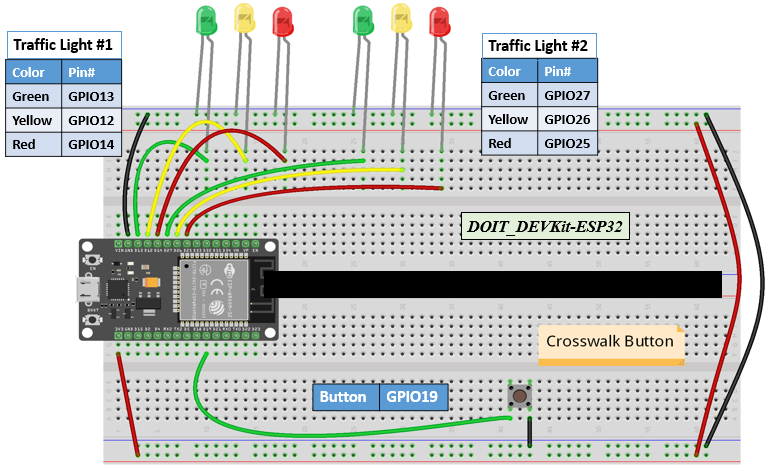 Traffic Light #1
Color Pin#
Green GPIO13
Yellow GPIO12
Red GPIO14
Traffic Light #2
Color Pin#
Green GPIO27
Yellow GPIO26
Red GPIO25
DOIT_DEVKit-ESP32
Crosswalk Button
Button GPIO19